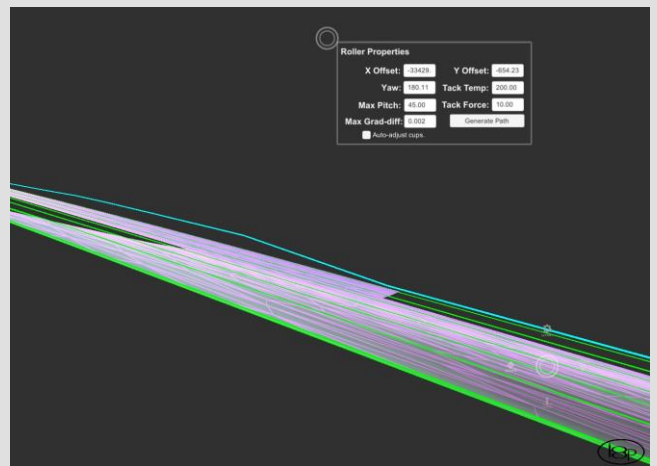 Roller Properties
X Offset: -33429. Y Offset: -654.23
Yaw: 180.11 Tack Temp: 200.00
Max Pitch: 45.00 Tack Force: 10.00
Max Grad-diff: 0.002 Generate Path
Auto-adjust cups.